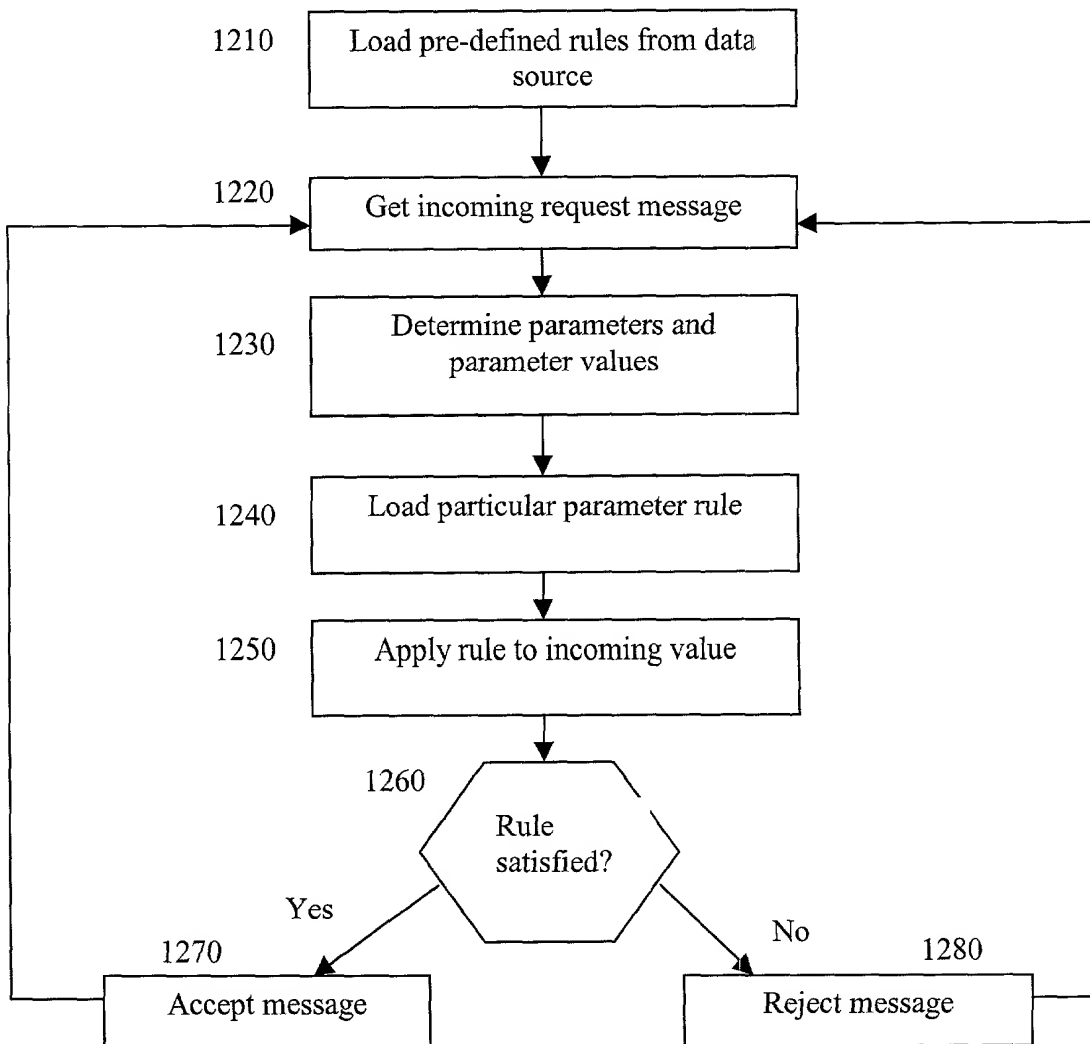 1210
Load pre-defined rules from data
source
1220
Get incoming request message
1230
Determine parameters and
parameter values
1240
Load particular parameter rule
1250
Apply rule to incoming value
1260
Rule
satisfied?
Yes
No
1270
Accept message
1280
Reject message